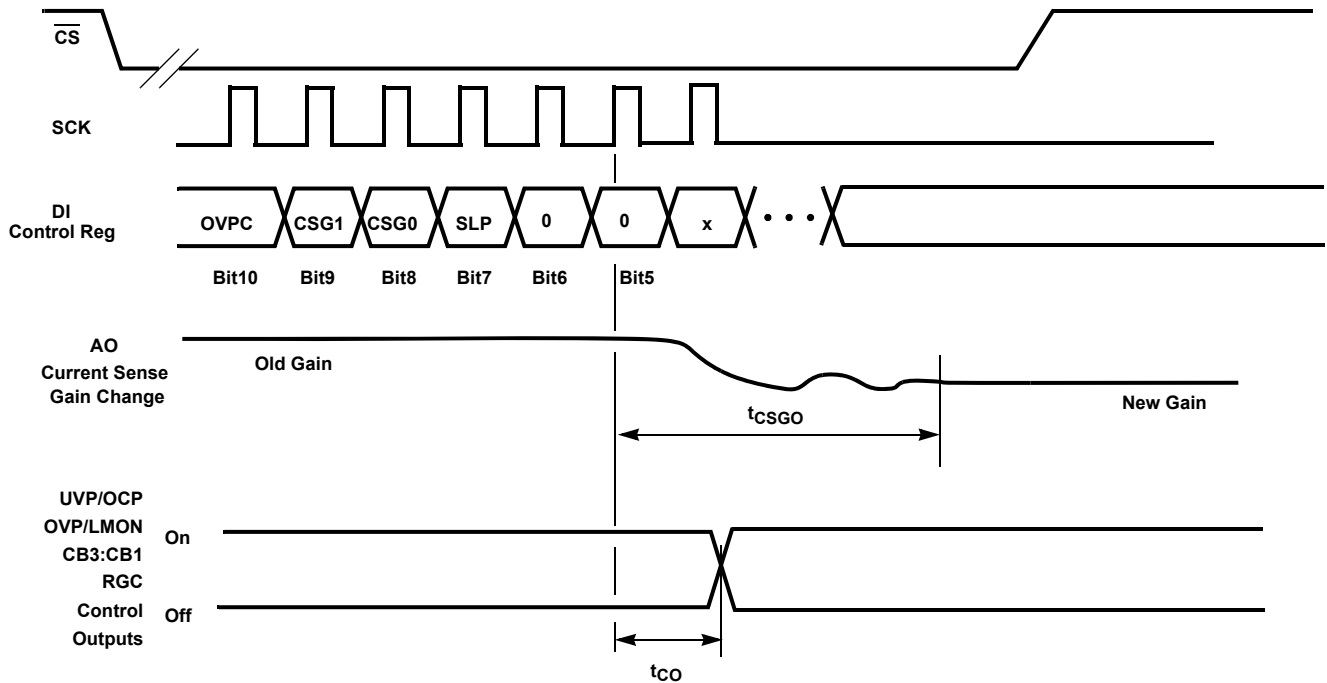 CS
SCK
DI
Control Reg
OVPC CSG1 CSG0 SLP 0 0 x
Bit10 Bit9 Bit8 Bit7 Bit6 Bit5
AO
Current Sense
Gain Change
Old Gain
New Gain
tCSGO
UVP/OCP
OVP/LMON
CB3:CB1
RGC
Control
Outputs
On
Off
tCO